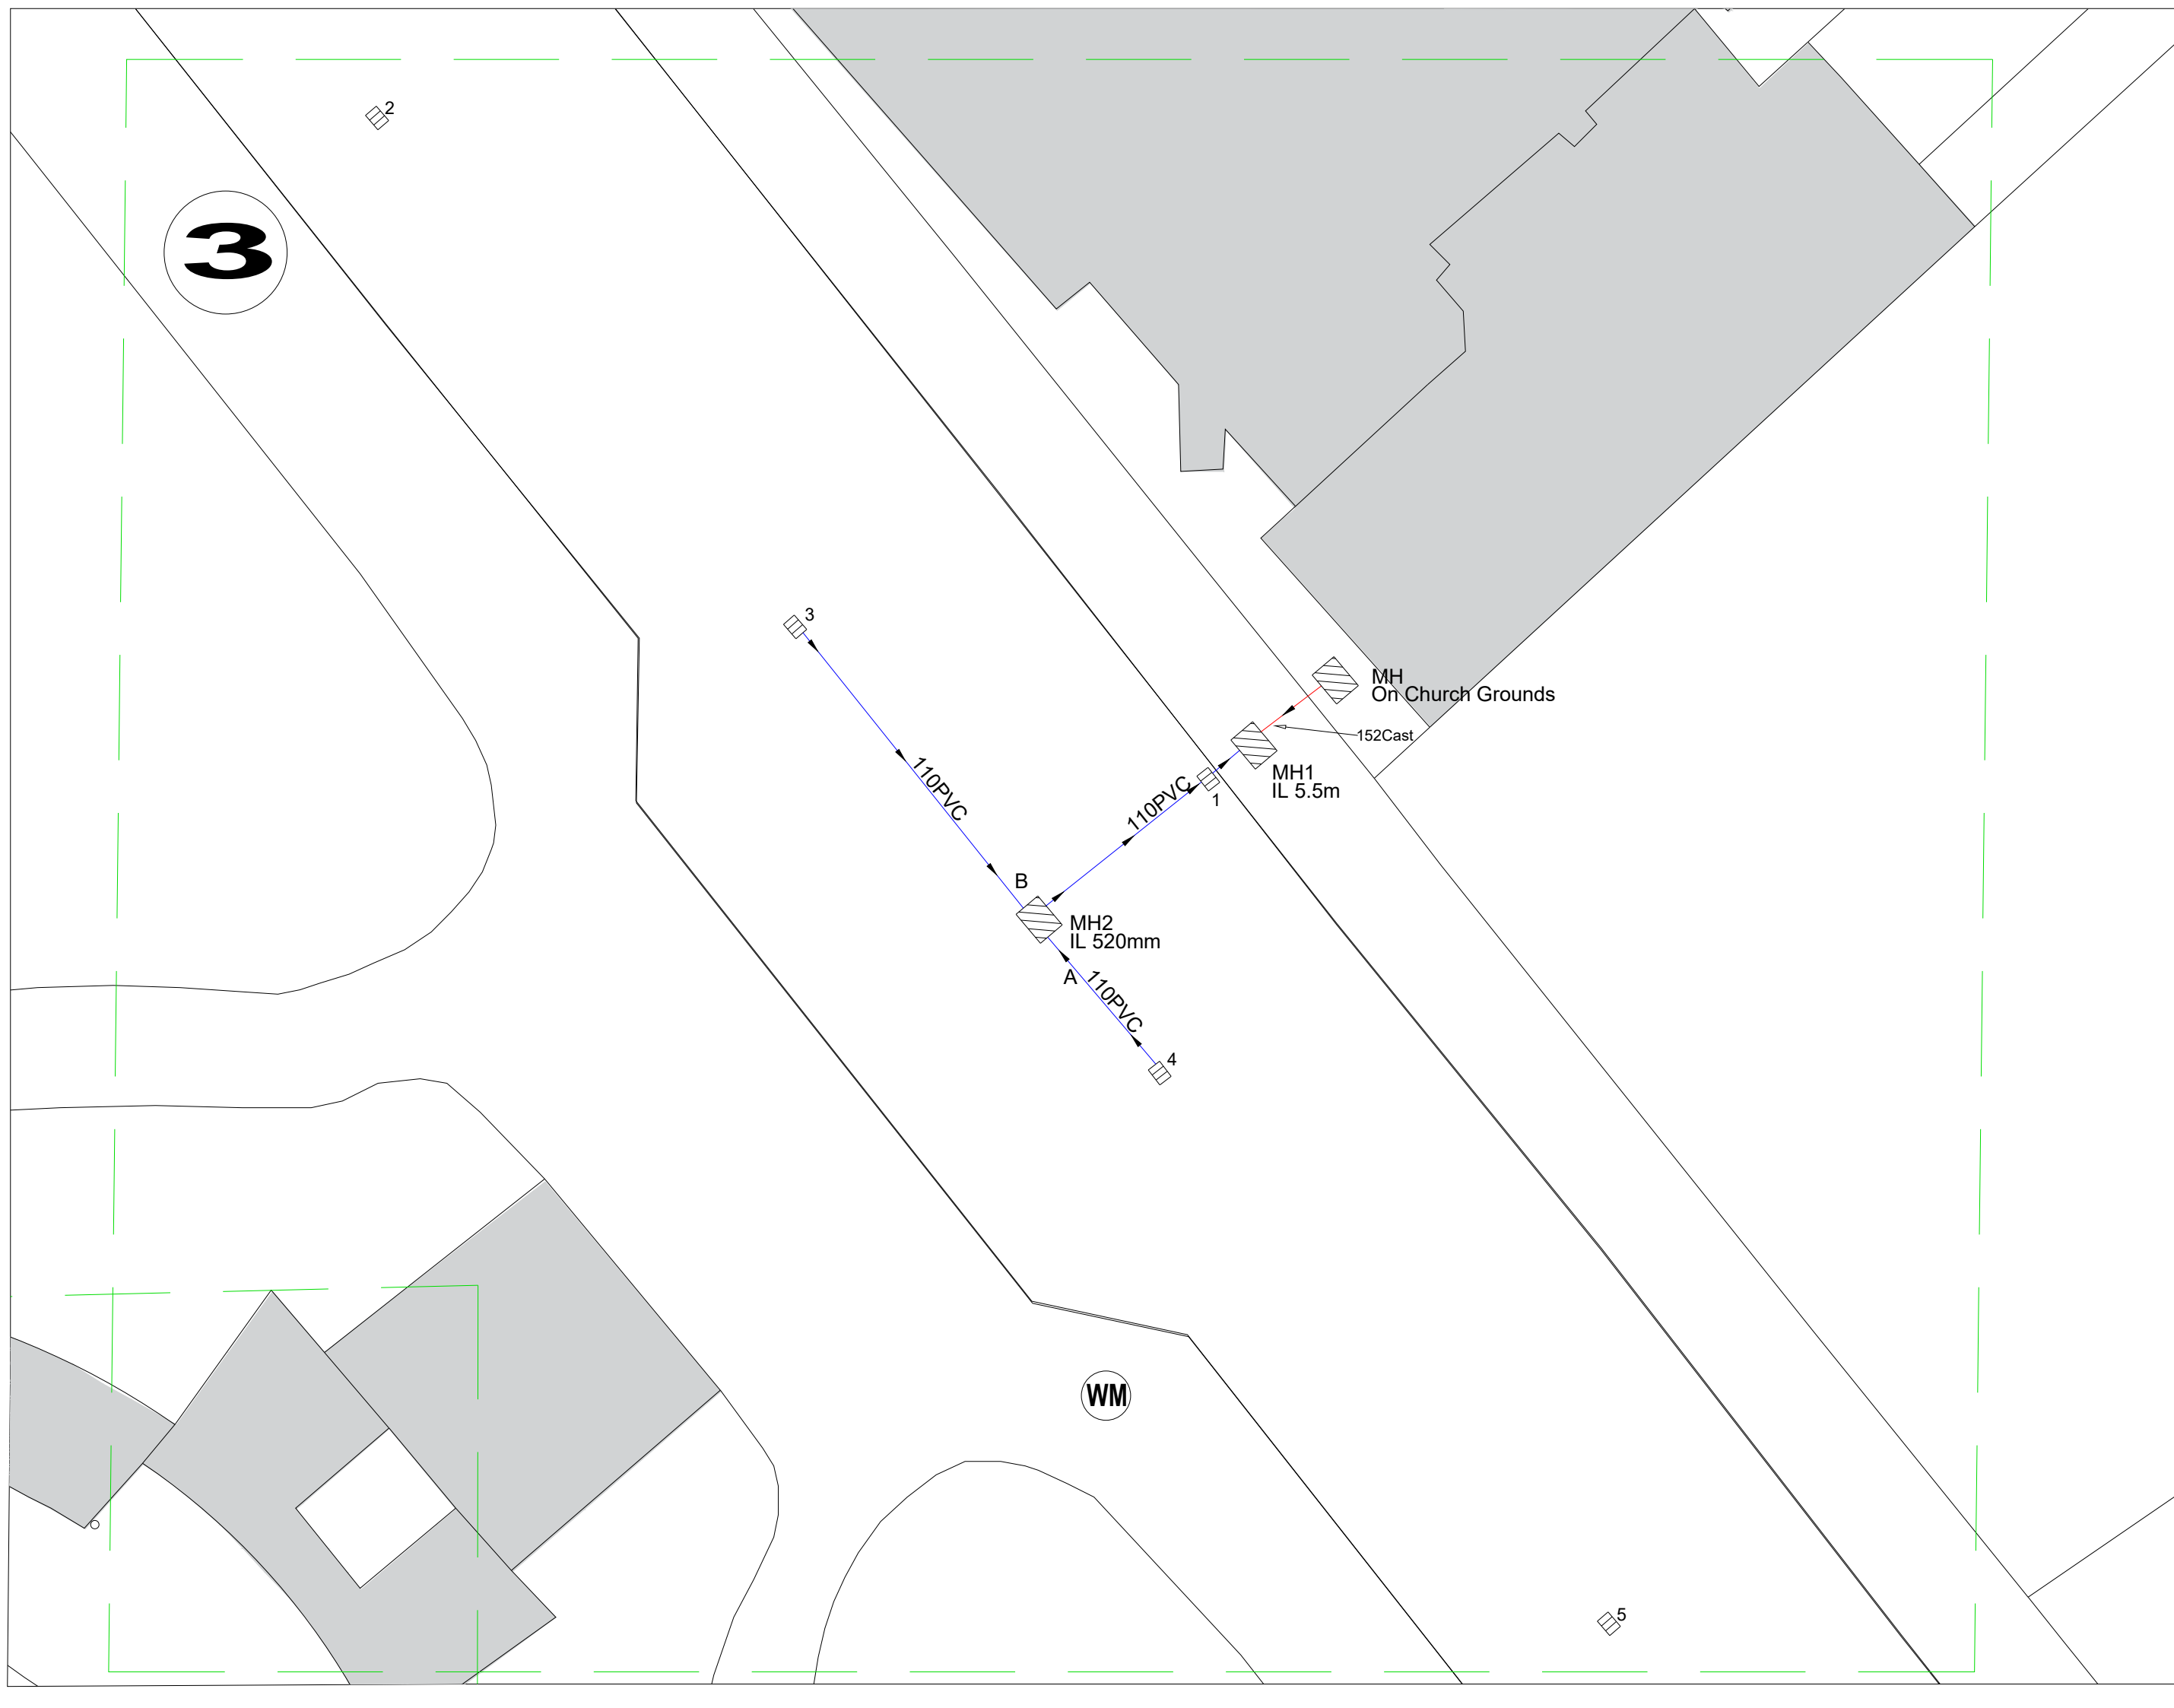 2
3
3
MH
On Church Grounds
152Cast
MH1
IL 5.5m
110PVC
110PVC
1
B
MH2
IL 520mm
A
110PVC
4
WM
5